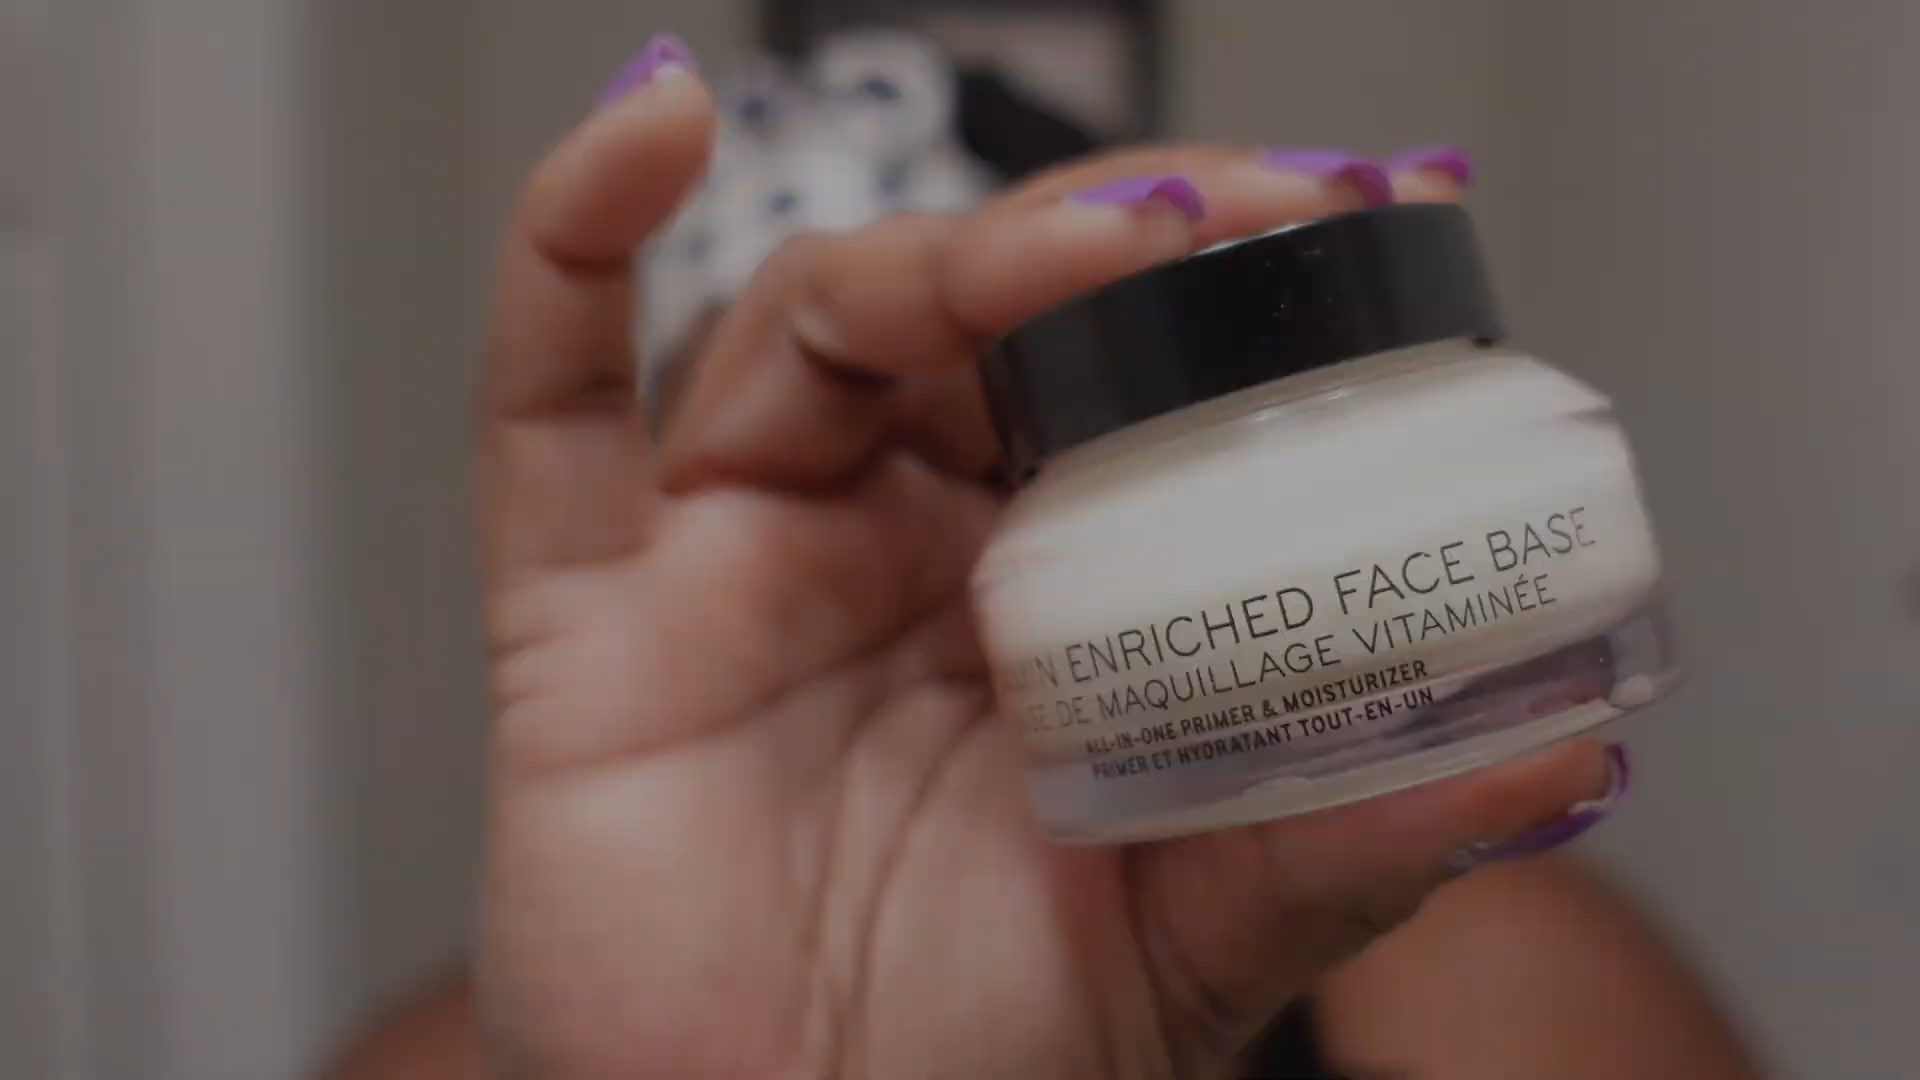 ENRICHED FACE BASE
DE MAQUILLAGE VITAMINÉE
ALL-IN-ONE PRIMER & MOISTURIZER
PRIMER ET HYDRATANT TOUT-EN-UN